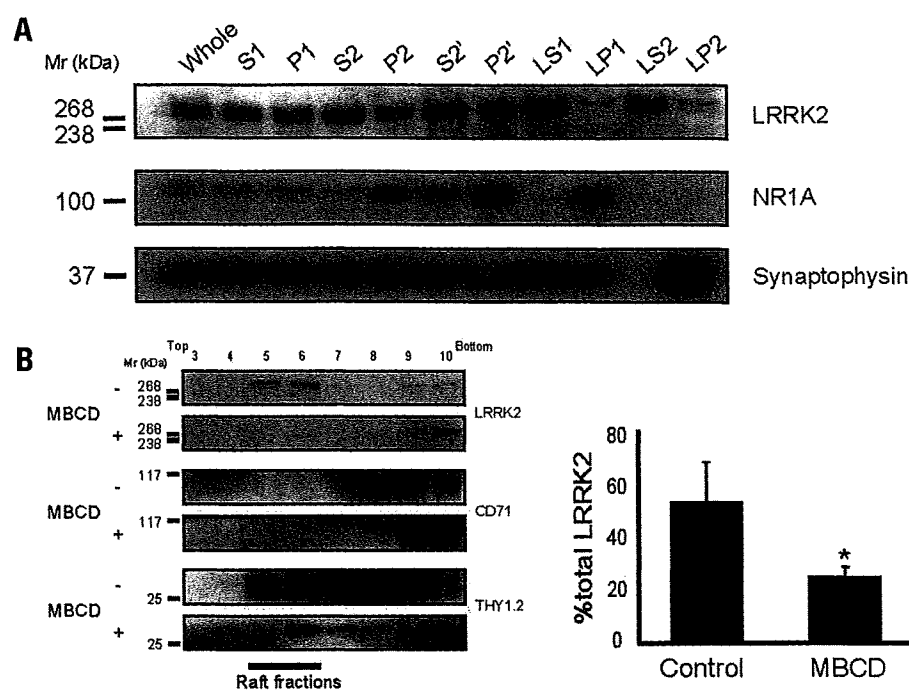 A
Mr (kDa)
Whole S1 P1 S2 P2 S2' P2' LS1 LP1 LS2 LP2
268
238
LRRK2
100
NR1A
37
Synaptophysin
B
Mr (kDa)
Top 3 4 5 6 7 8 9 10 Bottom
MBCD
-
268
238
+
268
238
LRRK2
MBCD
-
117
+
117
CD71
MBCD
-
25
+
25
THY1.2
Raft fractions
%total LRRK2
80
60
40
20
0
*
Control MBCD